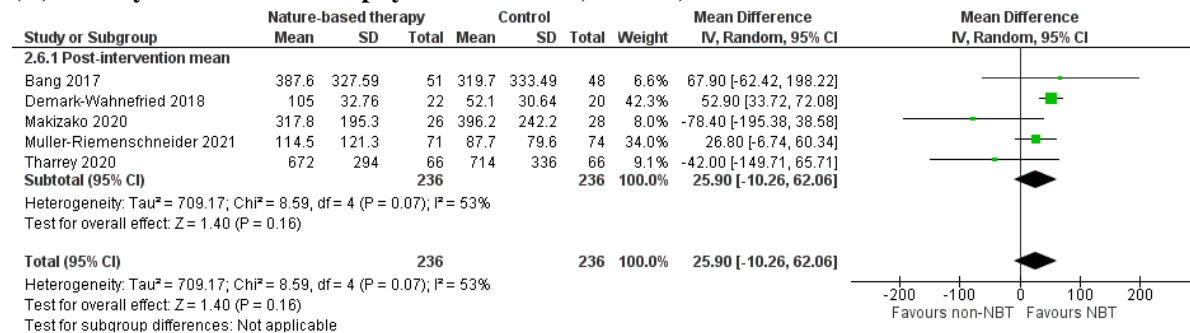 Nature-based therapy Control Mean Difference Mean Difference
Study or Subgroup Mean SD Total Mean SD Total Weight IV, Random, 95% CI IV, Random, 95% CI
2.6.1 Post-intervention mean
Bang 2017 387.6 327.59 51 319.7 333.49 48 6.6% 67.90 [-62.42, 198.22]
Demark-Wahnefried 2018 105 32.76 22 52.1 30.64 20 42.3% 52.90 [33.72, 72.08]
Makizako 2020 317.8 195.3 26 396.2 242.2 28 8.0% -78.40 [-195.38, 38.58]
Muller-Riemenschneider 2021 114.5 121.3 71 87.7 79.6 74 34.0% 26.80 [-6.74, 60.34]
Tharrey 2020 672 294 66 714 336 66 9.1% -42.00 [-149.71, 65.71]
Subtotal (95% CI) 236 236 100.0% 25.90 [-10.26, 62.06]
Heterogeneity: Tau² = 709.17; Chi² = 8.59, df = 4 (P = 0.07); I² = 53%
Test for overall effect: Z = 1.40 (P = 0.16)
Total (95% CI) 236 236 100.0% 25.90 [-10.26, 62.06]
Heterogeneity: Tau² = 709.17; Chi² = 8.59, df = 4 (P = 0.07); I² = 53%
Test for overall effect: Z = 1.40 (P = 0.16)
Test for subgroup differences: Not applicable
-200 -100 0 100 200
Favours non-NBT Favours NBT